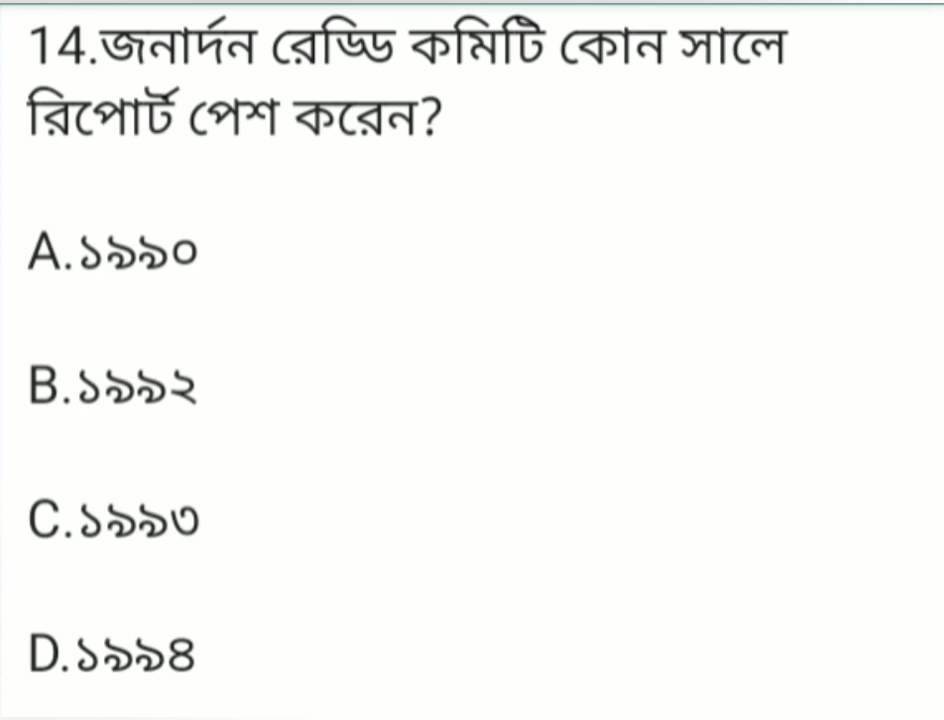 14.জনার্দন রেড্ডি কমিটি কোন সালে
রিপোর্ট পেশ করেন?
A.১৯৯০
B.১৯৯২
C.১৯৯৩
D.১৯৯৪